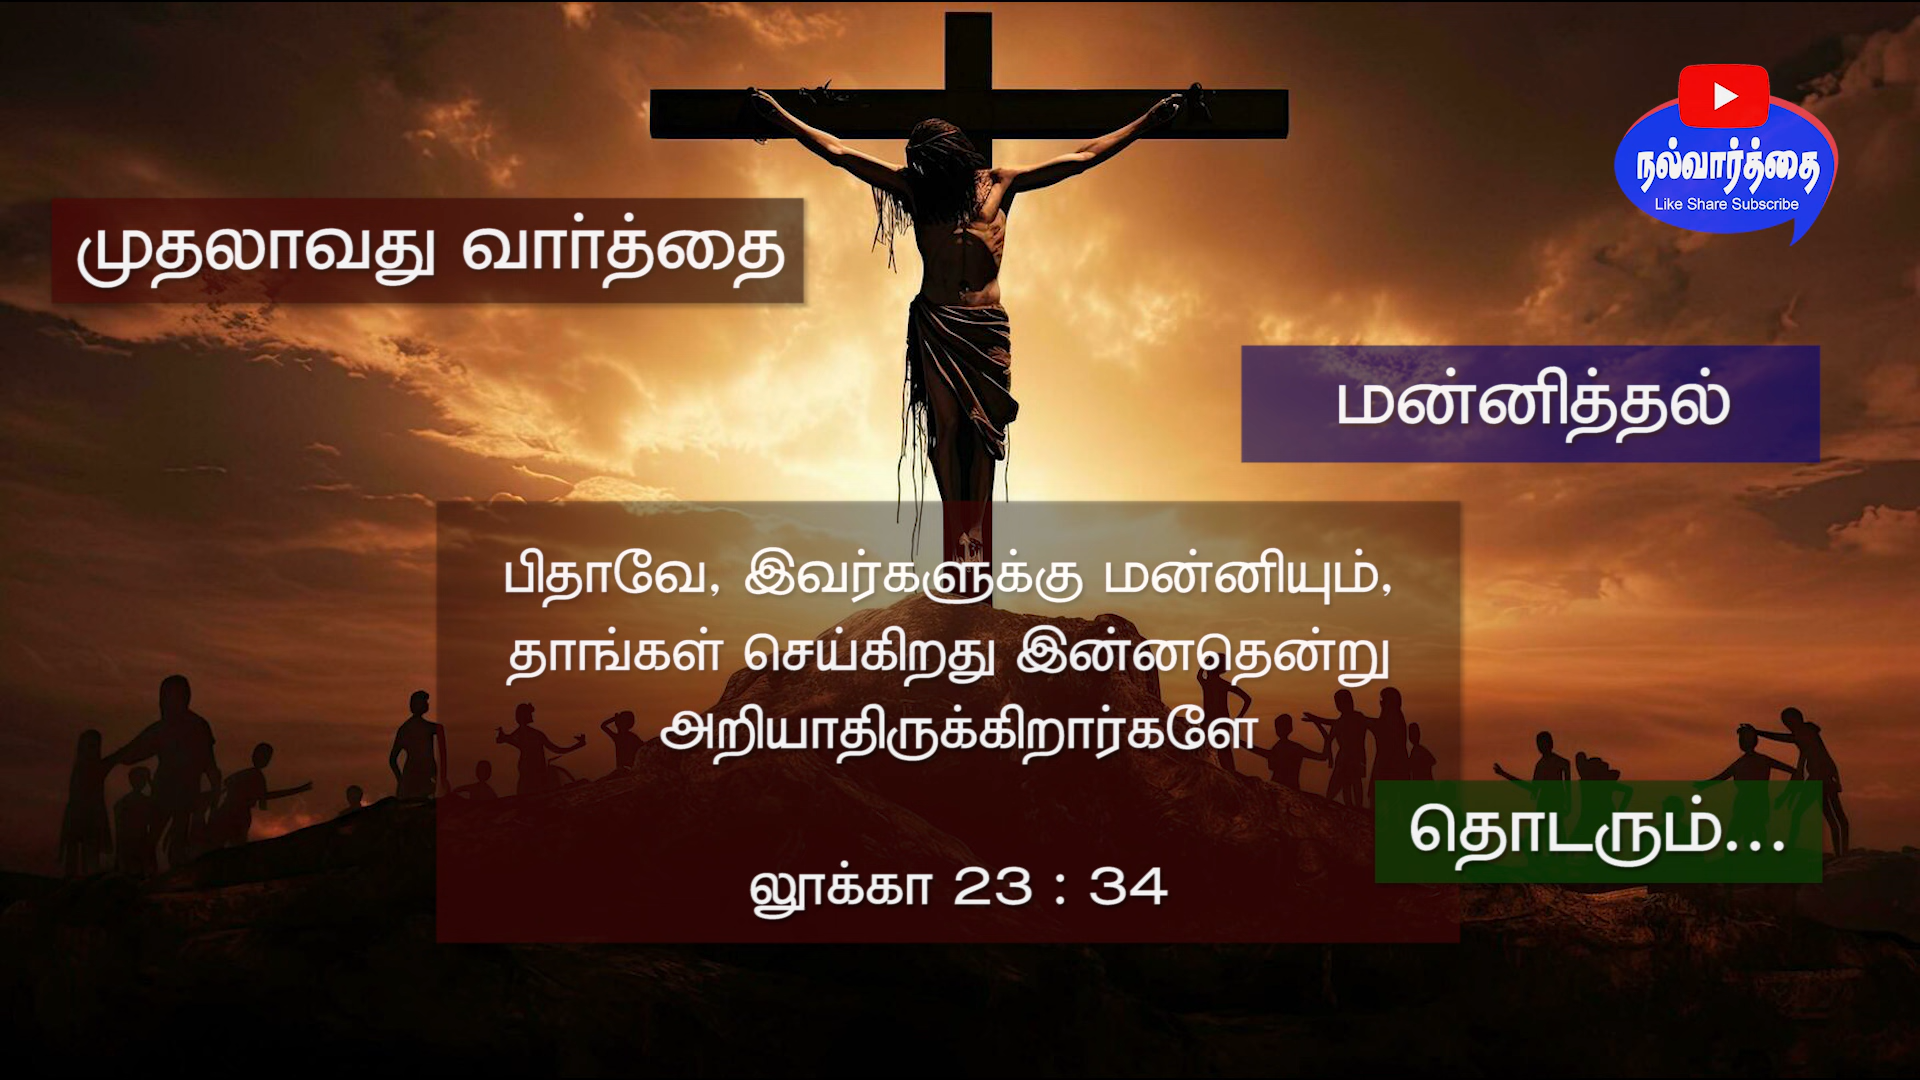 நல்வார்த்தை
Like Share Subscribe
முதலாவது வார்த்தை
மன்னித்தல்
பிதாவே, இவர்களுக்கு மன்னியும்,
தாங்கள் செய்கிறது இன்னதென்று
அறியாதிருக்கிறார்களே
லூக்கா 23 : 34
தொடரும்...